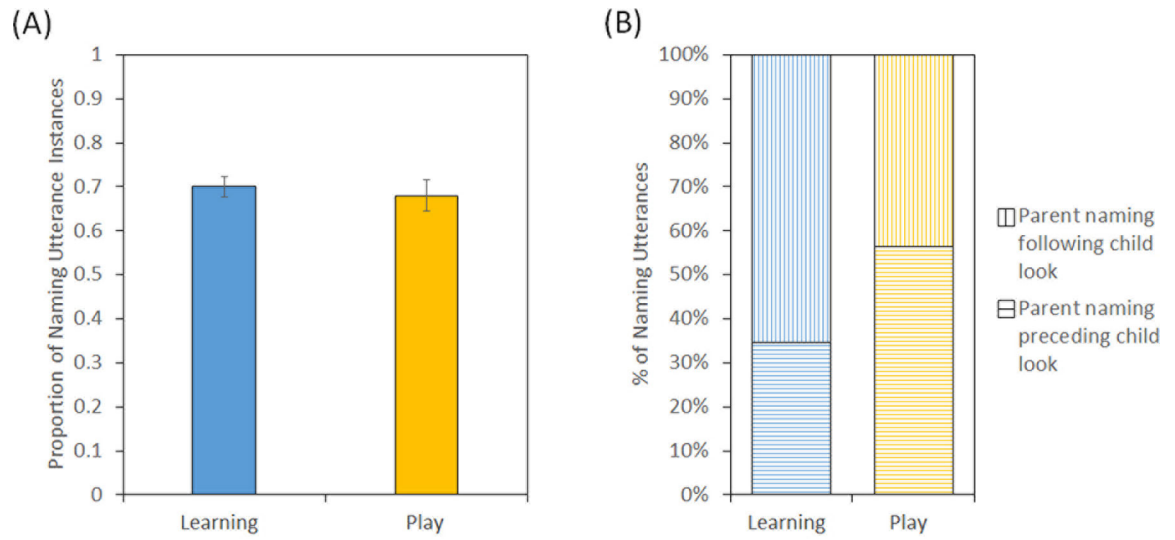 (A)
Proportion of Naming Utterance Instances
1
0.9
0.8
0.7
0.6
0.5
0.4
0.3
0.2
0.1
0
Learning
Play
(B)
% of Naming Utterances
100%
90%
80%
70%
60%
50%
40%
30%
20%
10%
0%
Learning
Play
Parent naming
following child
look
Parent naming
preceding child
look